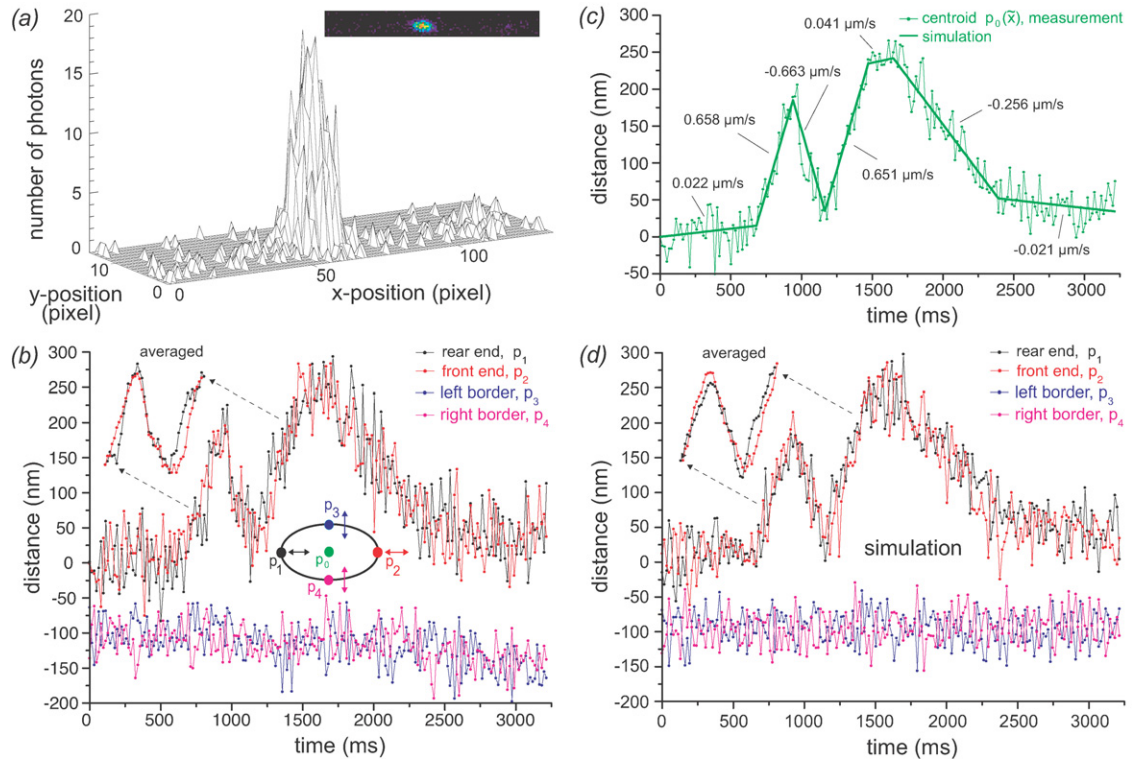 (a)
20
15
10
5
0
number of photons
10
0
y-position
(pixel)
0
50
100
x-position (pixel)
(c)
300
250
200
150
100
50
0
-50
distance (nm)
centroid p₀(x̃), measurement
simulation
0.041 µm/s
-0.663 µm/s
0.658 µm/s
-0.256 µm/s
0.651 µm/s
0.022 µm/s
-0.021 µm/s
0 500 1000 1500 2000 2500 3000
time (ms)
(b)
300
250
200
150
100
50
0
-50
-100
-150
-200
distance (nm)
averaged
rear end, p₁
front end, p₂
left border, p₃
right border, p₄
p₃
p₁
p₀
p₂
p₄
0 500 1000 1500 2000 2500 3000
time (ms)
(d)
300
250
200
150
100
50
0
-50
-100
-150
-200
distance (nm)
averaged
rear end, p₁
front end, p₂
left border, p₃
right border, p₄
simulation
0 500 1000 1500 2000 2500 3000
time (ms)